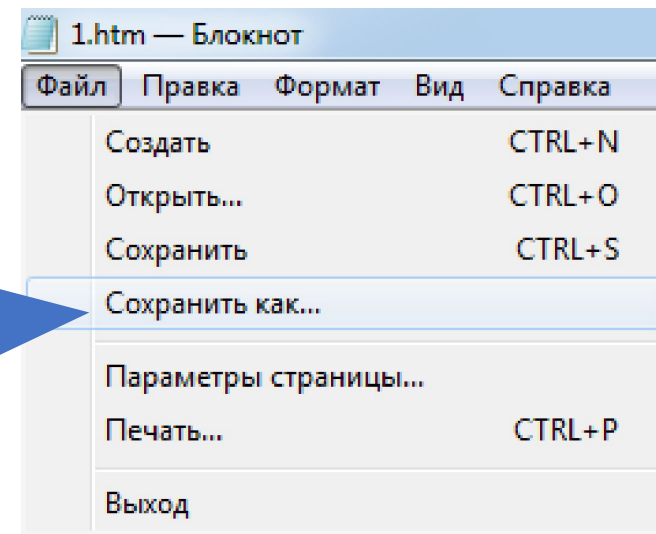 1.htm — Блокнот
Файл Правка Формат Вид Справка
Создать CTRL+N
Открыть... CTRL+O
Сохранить CTRL+S
Сохранить как...
Параметры страницы...
Печать... CTRL+P
Выход